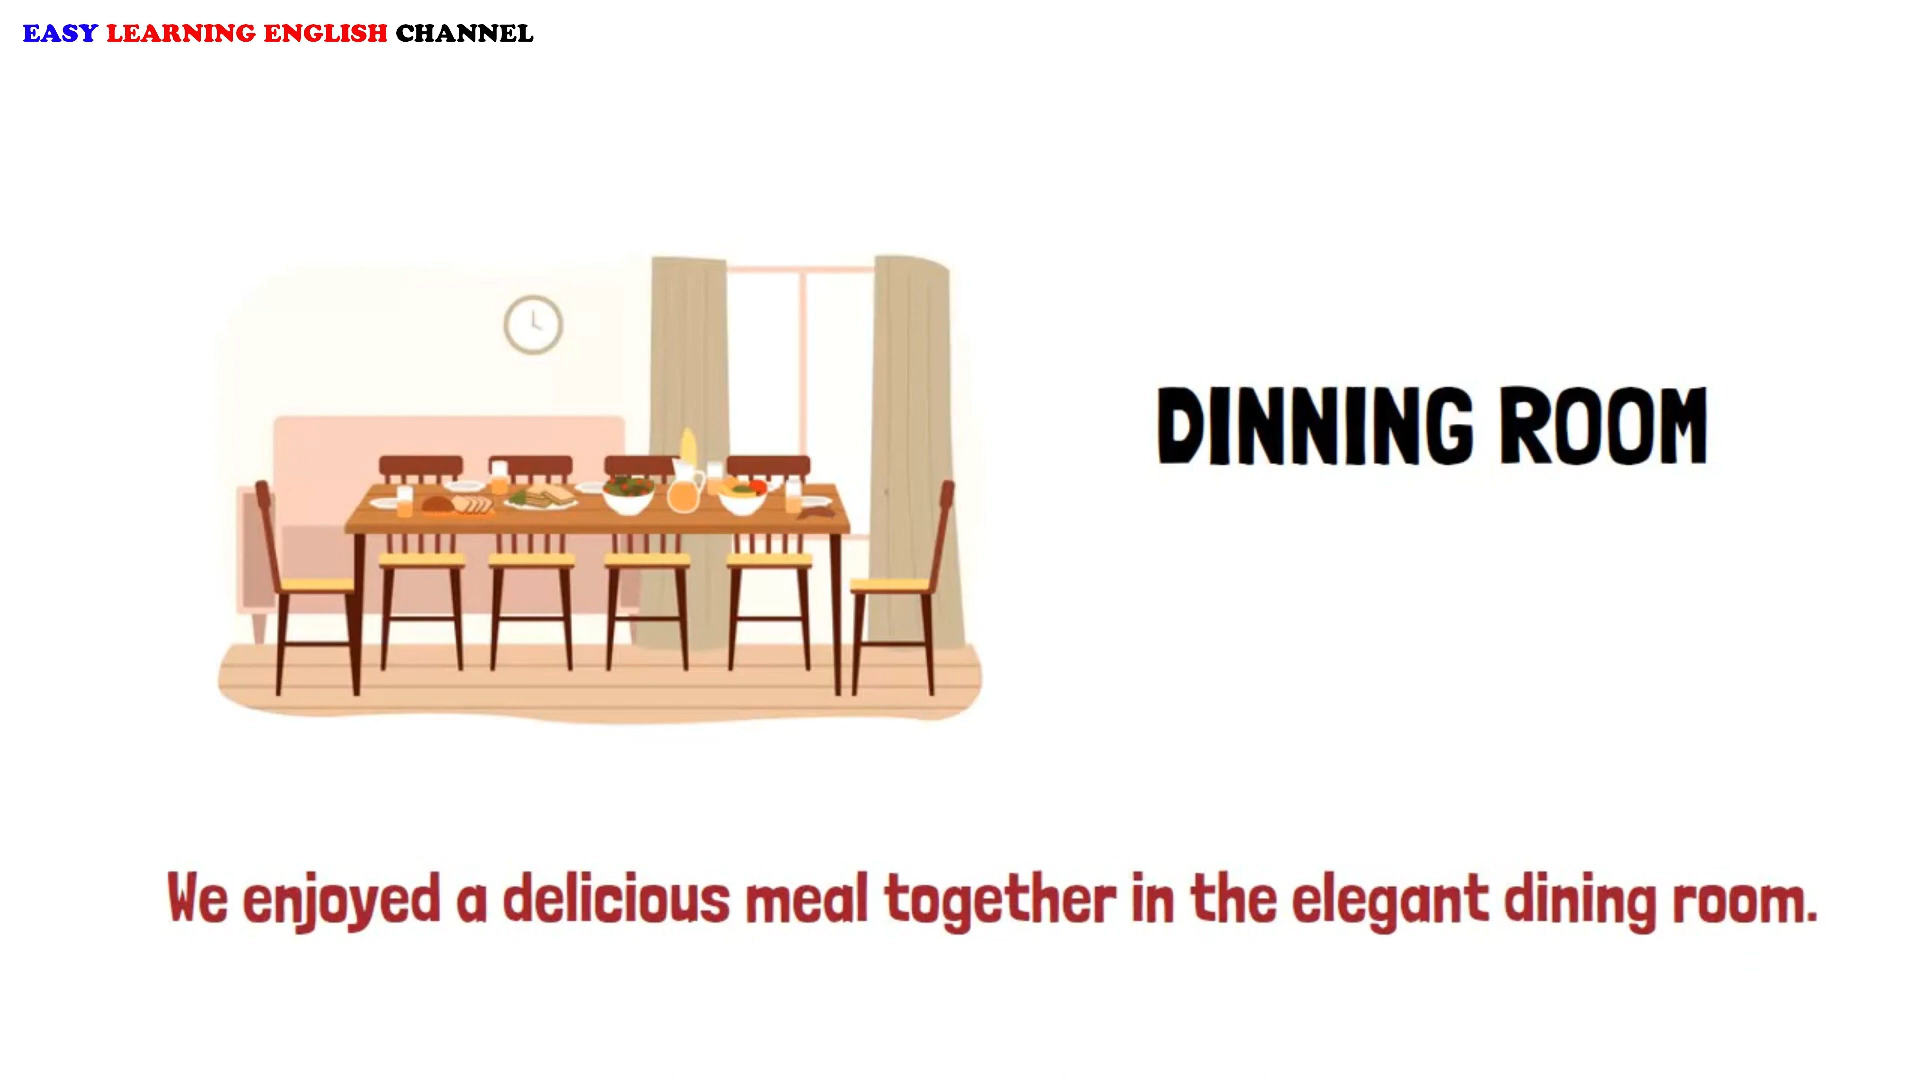 EASY LEARNING ENGLISH CHANNEL
DINNING ROOM
We enjoyed a delicious meal together in the elegant dining room.